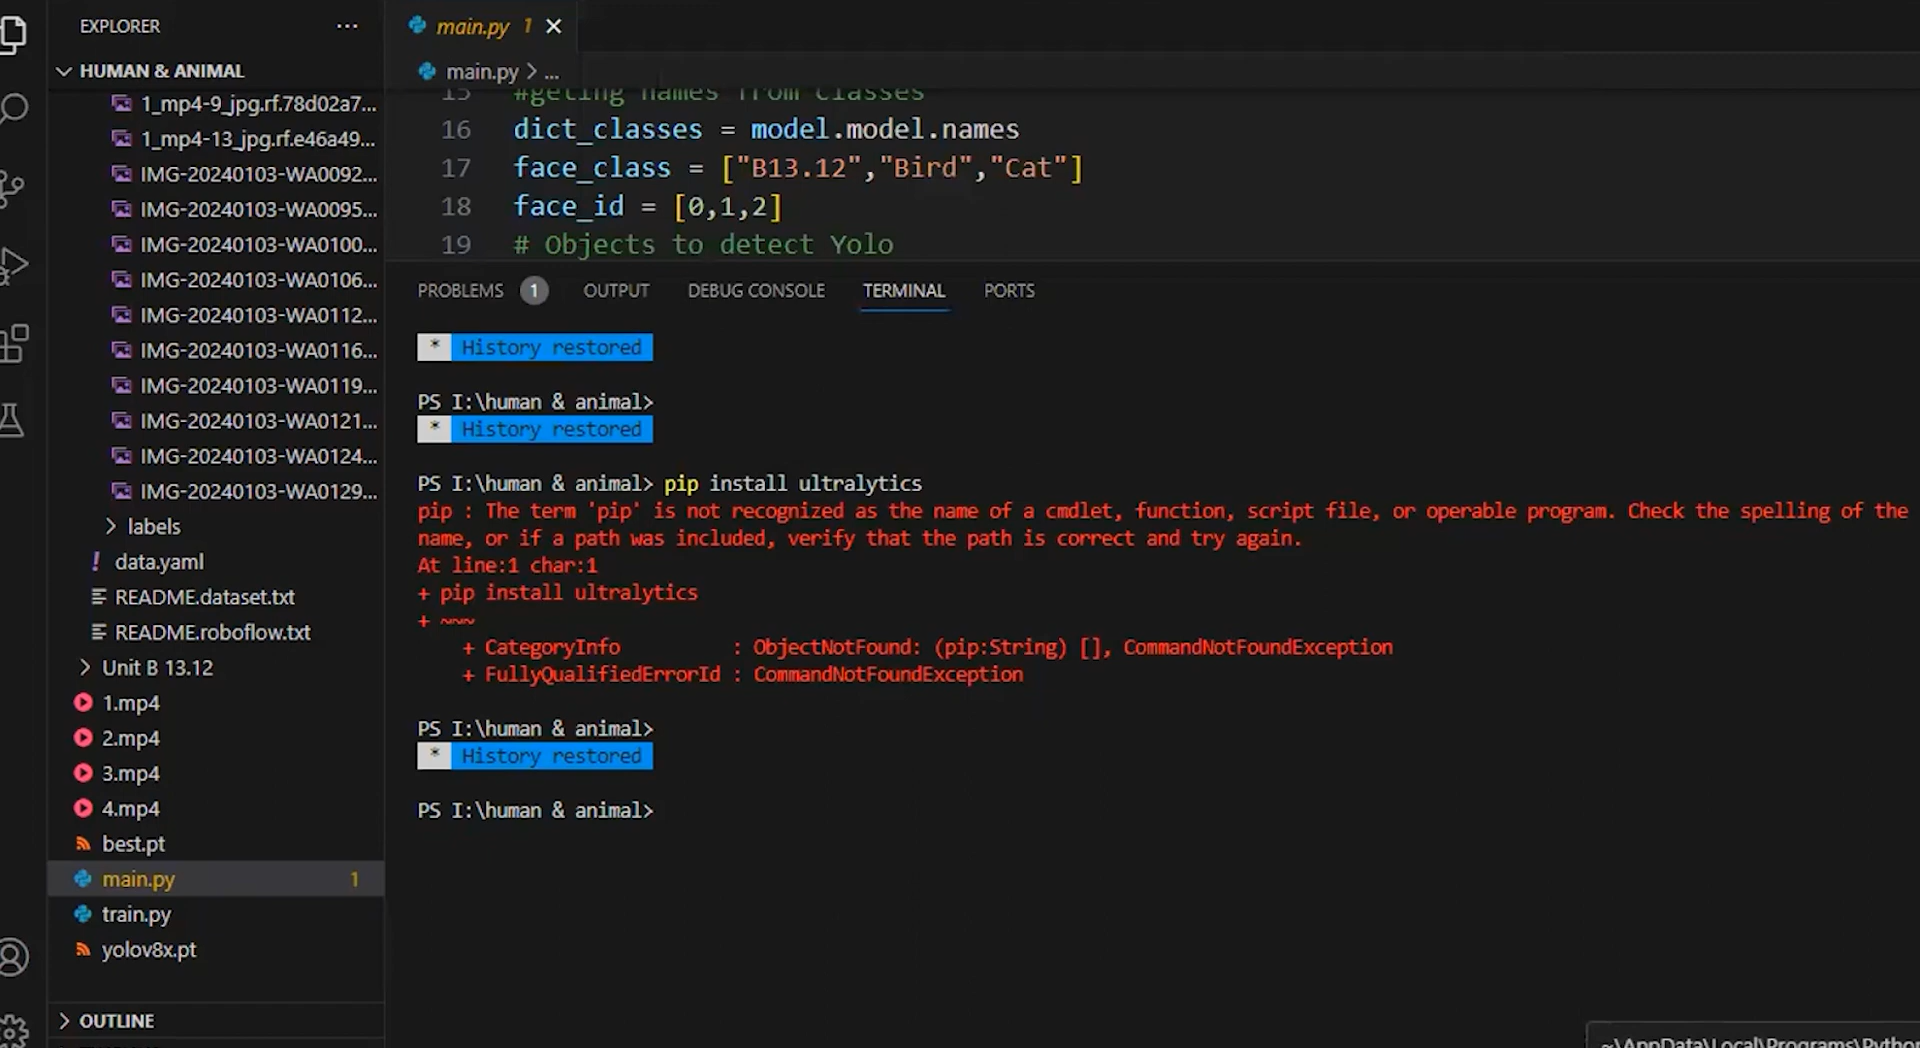 EXPLORER
HUMAN & ANIMAL
1_mp4-9_jpg.rf.78d02a7...
1_mp4-13_jpg.rf.e46a49...
IMG-20240103-WA0092...
IMG-20240103-WA0095...
IMG-20240103-WA0100...
IMG-20240103-WA0106...
IMG-20240103-WA0112...
IMG-20240103-WA0116...
IMG-20240103-WA0119...
IMG-20240103-WA0121...
IMG-20240103-WA0124...
IMG-20240103-WA0129...
labels
data.yaml
README.dataset.txt
README.roboflow.txt
Unit B 13.12
1.mp4
2.mp4
3.mp4
4.mp4
best.pt
main.py 1
train.py
yolov8x.pt
OUTLINE
main.py 1
main.py > ...
15 #geting names from classes
16 dict_classes = model.model.names
17 face_class = ["B13.12","Bird","Cat"]
18 face_id = [0,1,2]
19 # Objects to detect Yolo
PROBLEMS 1 OUTPUT DEBUG CONSOLE TERMINAL PORTS
* History restored
PS I:\human & animal>
* History restored
PS I:\human & animal> pip install ultralytics
pip : The term 'pip' is not recognized as the name of a cmdlet, function, script file, or operable program. Check the spelling of the
name, or if a path was included, verify that the path is correct and try again.
At line:1 char:1
+ pip install ultralytics
+ ~~~
+ CategoryInfo : ObjectNotFound: (pip:String) [], CommandNotFoundException
+ FullyQualifiedErrorId : CommandNotFoundException
PS I:\human & animal>
* History restored
PS I:\human & animal>
~\AppData\Local\Programs\Python